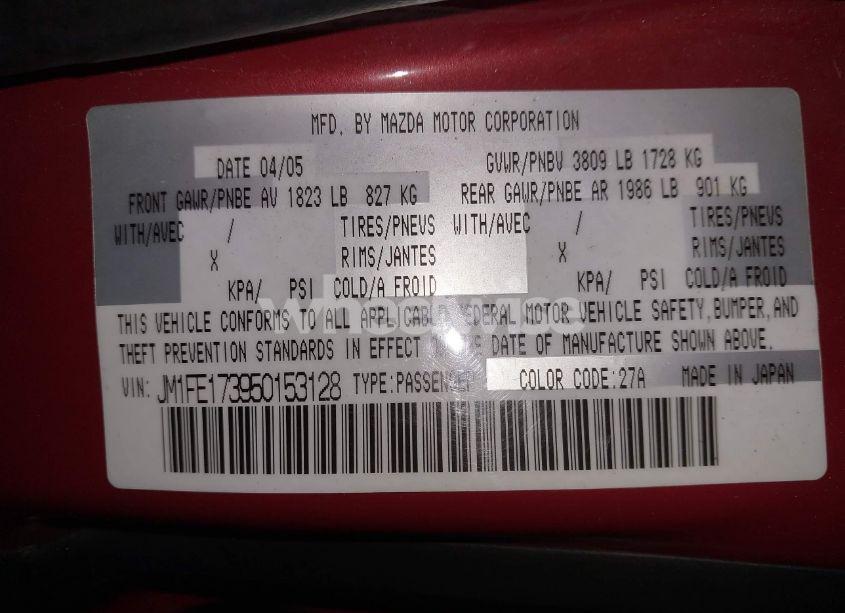 MFD. BY MAZDA MOTOR CORPORATION
DATE 04/05 GVWR/PNBV 3809 LB 1728 KG
FRONT GAWR/PNBE AV 1823 LB 827 KG REAR GAWR/PNBE AR 1986 LB 901 KG
WITH/AVEC / TIRES/PNEUS WITH/AVEC / TIRES/PNEUS
X RIMS/JANTES X RIMS/JANTES
KPA/ PSI COLD/A FROID KPA/ PSI COLD/A FROID
THIS VEHICLE CONFORMS TO ALL APPLICABLE FEDERAL MOTOR VEHICLE SAFETY,BUMPER,AND
THEFT PREVENTION STANDARDS IN EFFECT DATE OF MANUFACTURE SHOWN ABOVE.
VIN: JM1FE173950153128 TYPE:PASSENGER COLOR CODE:27A MADE IN JAPAN